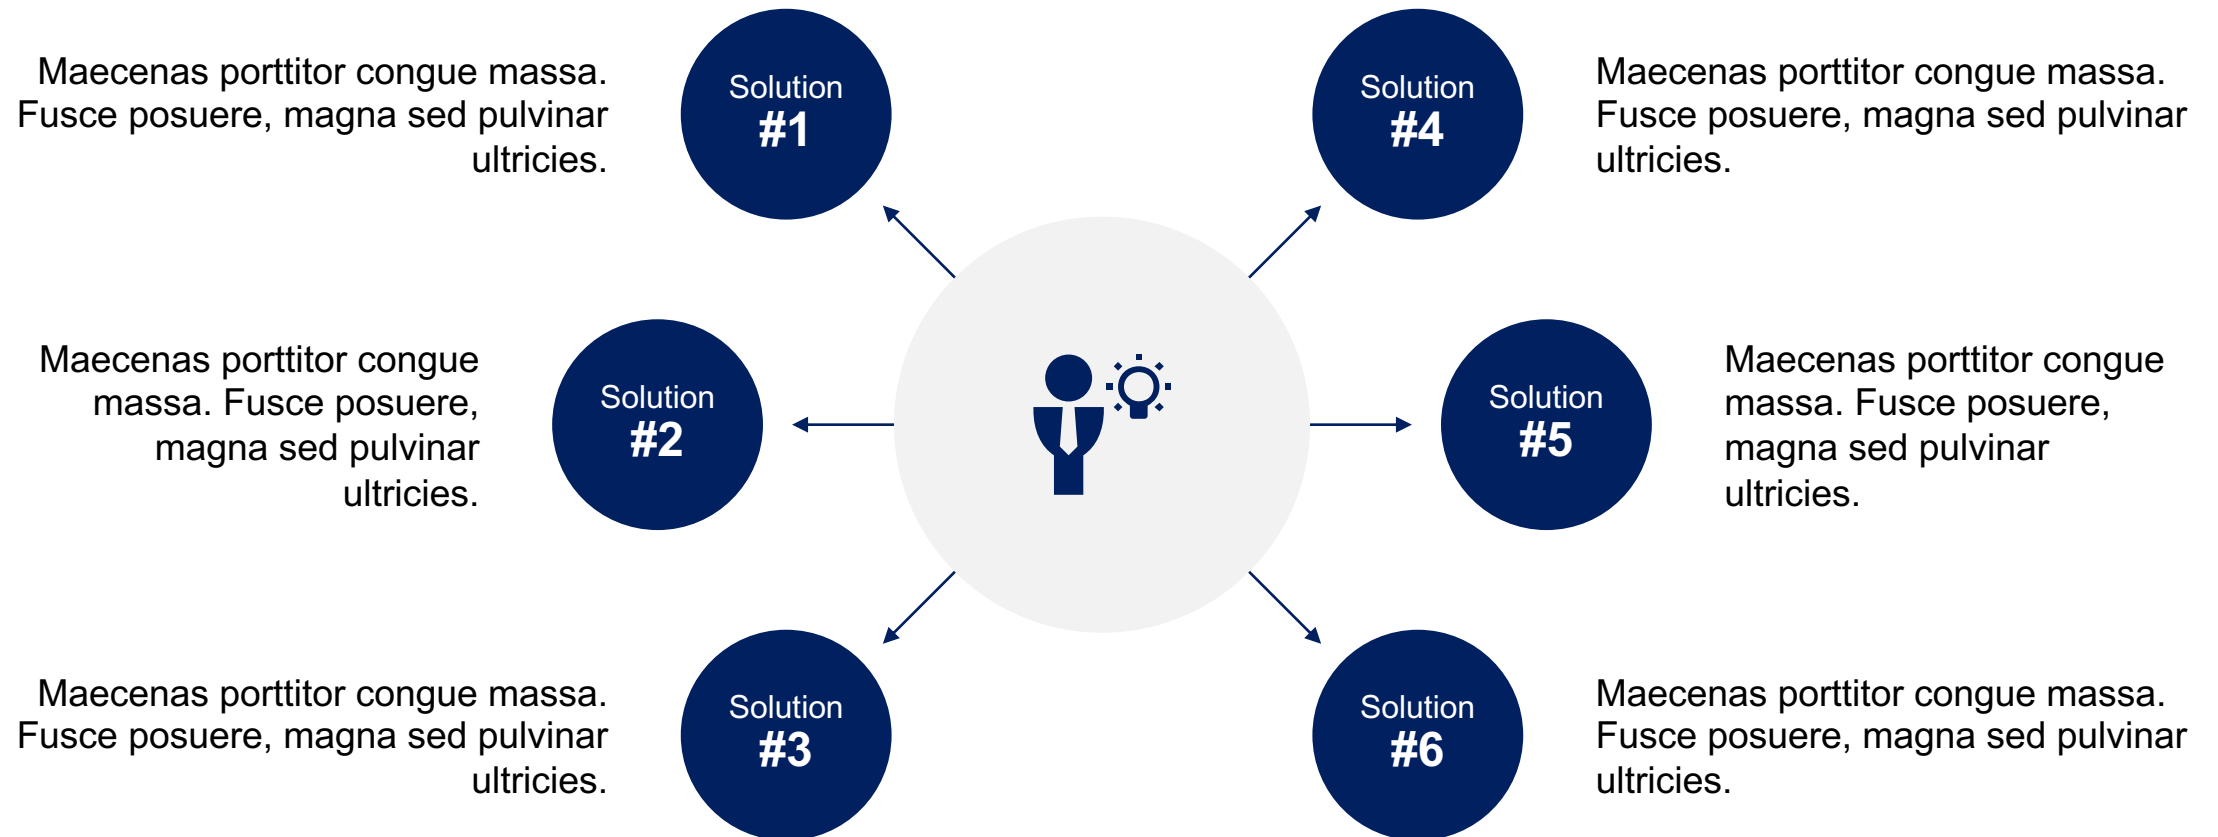 Maecenas porttitor congue massa.
Fusce posuere, magna sed pulvinar
ultricies.
Solution
#1
Solution
#4
Maecenas porttitor congue massa.
Fusce posuere, magna sed pulvinar
ultricies.
Maecenas porttitor congue
massa. Fusce posuere,
magna sed pulvinar
ultricies.
Solution
#2
Solution
#5
Maecenas porttitor congue
massa. Fusce posuere,
magna sed pulvinar
ultricies.
Maecenas porttitor congue massa.
Fusce posuere, magna sed pulvinar
ultricies.
Solution
#3
Solution
#6
Maecenas porttitor congue massa.
Fusce posuere, magna sed pulvinar
ultricies.